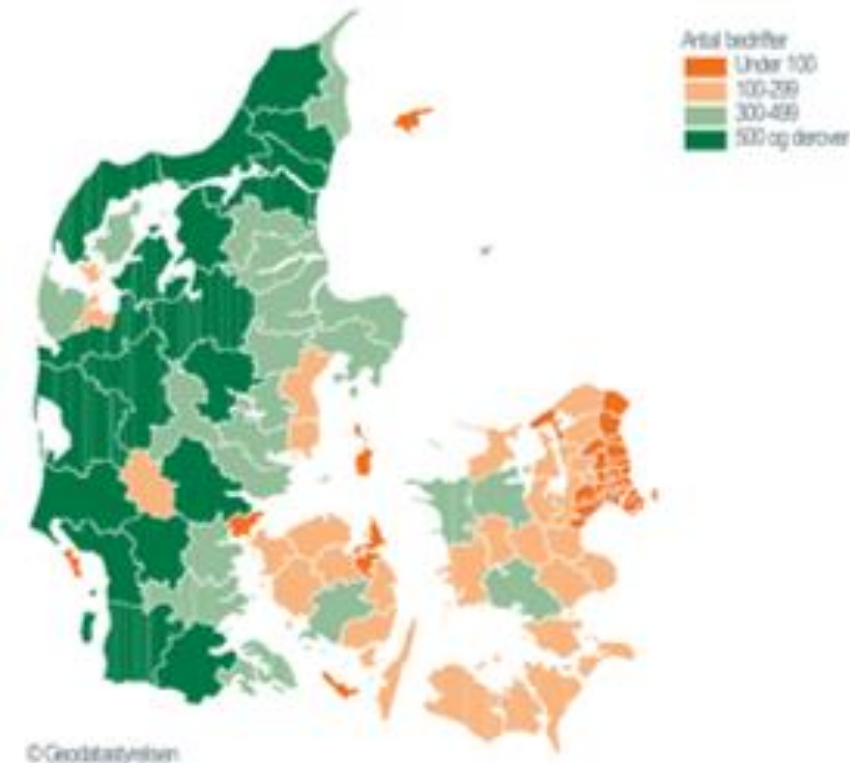 Antal bedrifter
Under 100
100-299
300-499
500 og derover
© Geodatastyrelsen